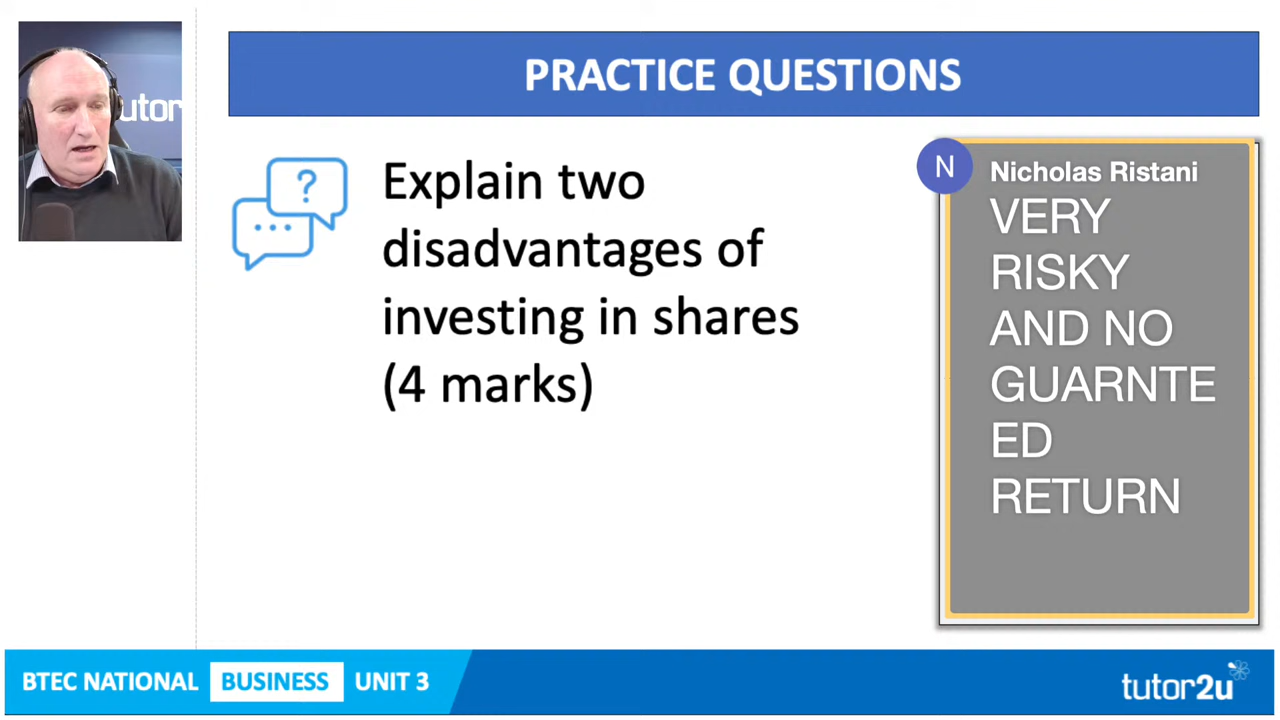 utor
PRACTICE QUESTIONS
?
Explain two
disadvantages of
investing in shares
(4 marks)
N
Nicholas Ristani
VERY
RISKY
AND NO
GUARNTE
ED
RETURN
BTEC NATIONAL BUSINESS UNIT 3
tutor2u